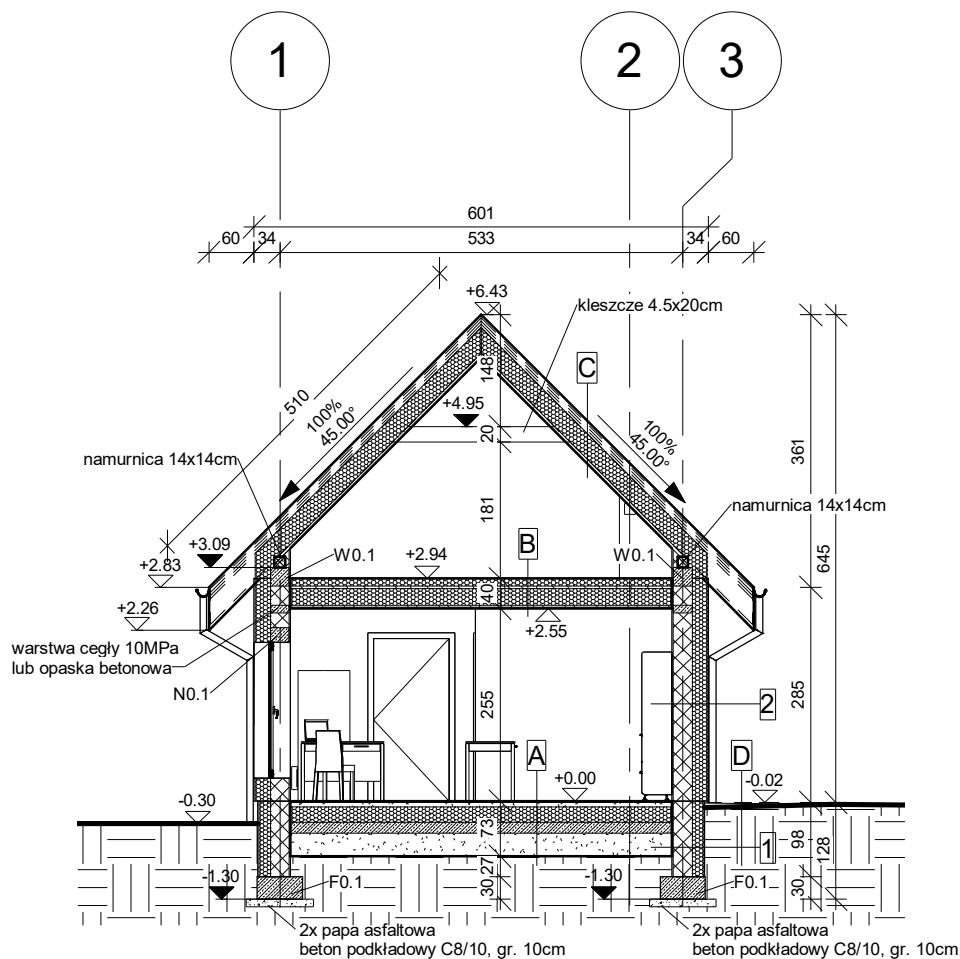 1
2
3
601
60
34
533
34
60
+6.43
kleszcze 4.5x20cm
148
C
510
100%
45.00°
+4.95
20
100%
45.00°
361
namurnica 14x14cm
namurnica 14x14cm
181
645
+3.09
W0.1
B
W0.1
+2.83
+2.94
40
+2.26
+2.55
warstwa cegły 10MPa
lub opaska betonowa
N0.1
255
285
2
A
D
+0.00
-0.02
-0.30
73
98
128
1
27
-1.30
-1.30
F0.1
F0.1
30
30
2x papa asfaltowa
beton podkładowy C8/10, gr. 10cm
2x papa asfaltowa
beton podkładowy C8/10, gr. 10cm